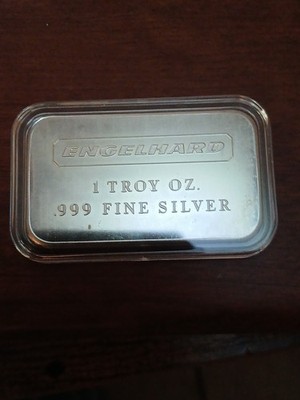 ENGELHARD
1 TROY OZ.
.999 FINE SILVER